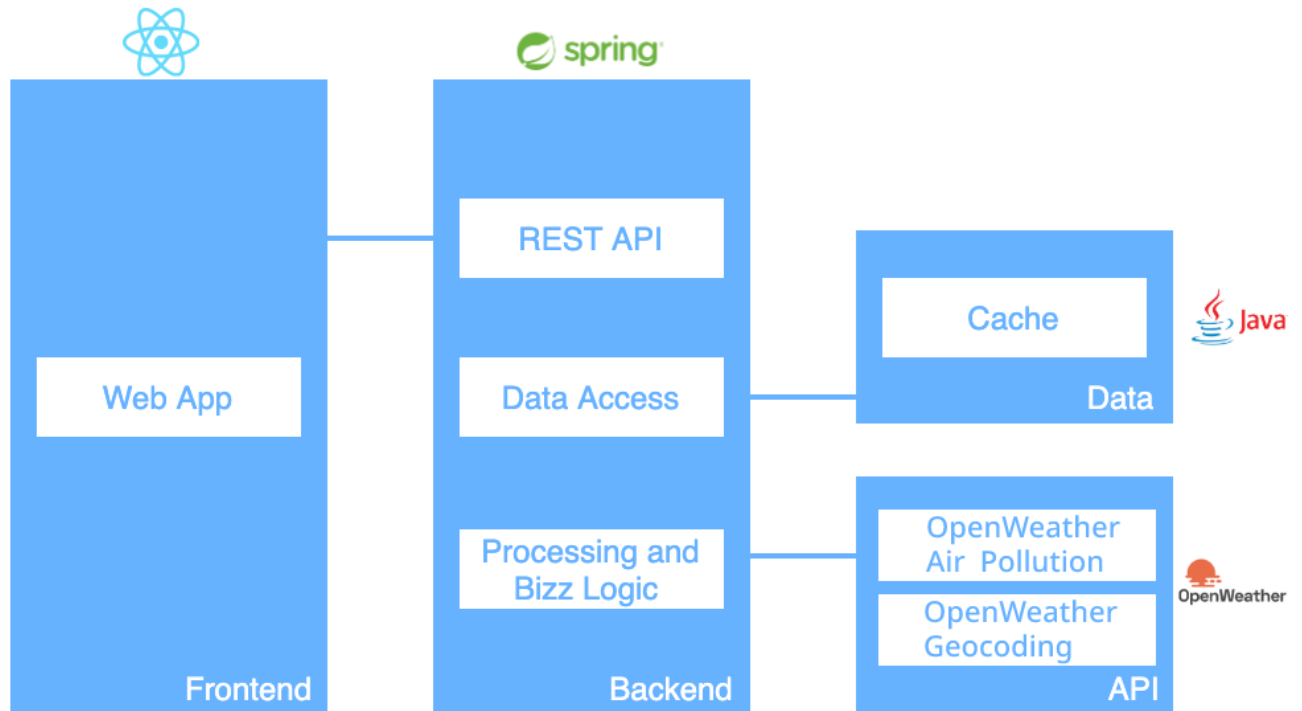 spring
REST API
Cache
Java
Web App
Data Access
Data
OpenWeather
Air Pollution
Processing and
Bizz Logic
OpenWeather
OpenWeather
Geocoding
Frontend
Backend
API